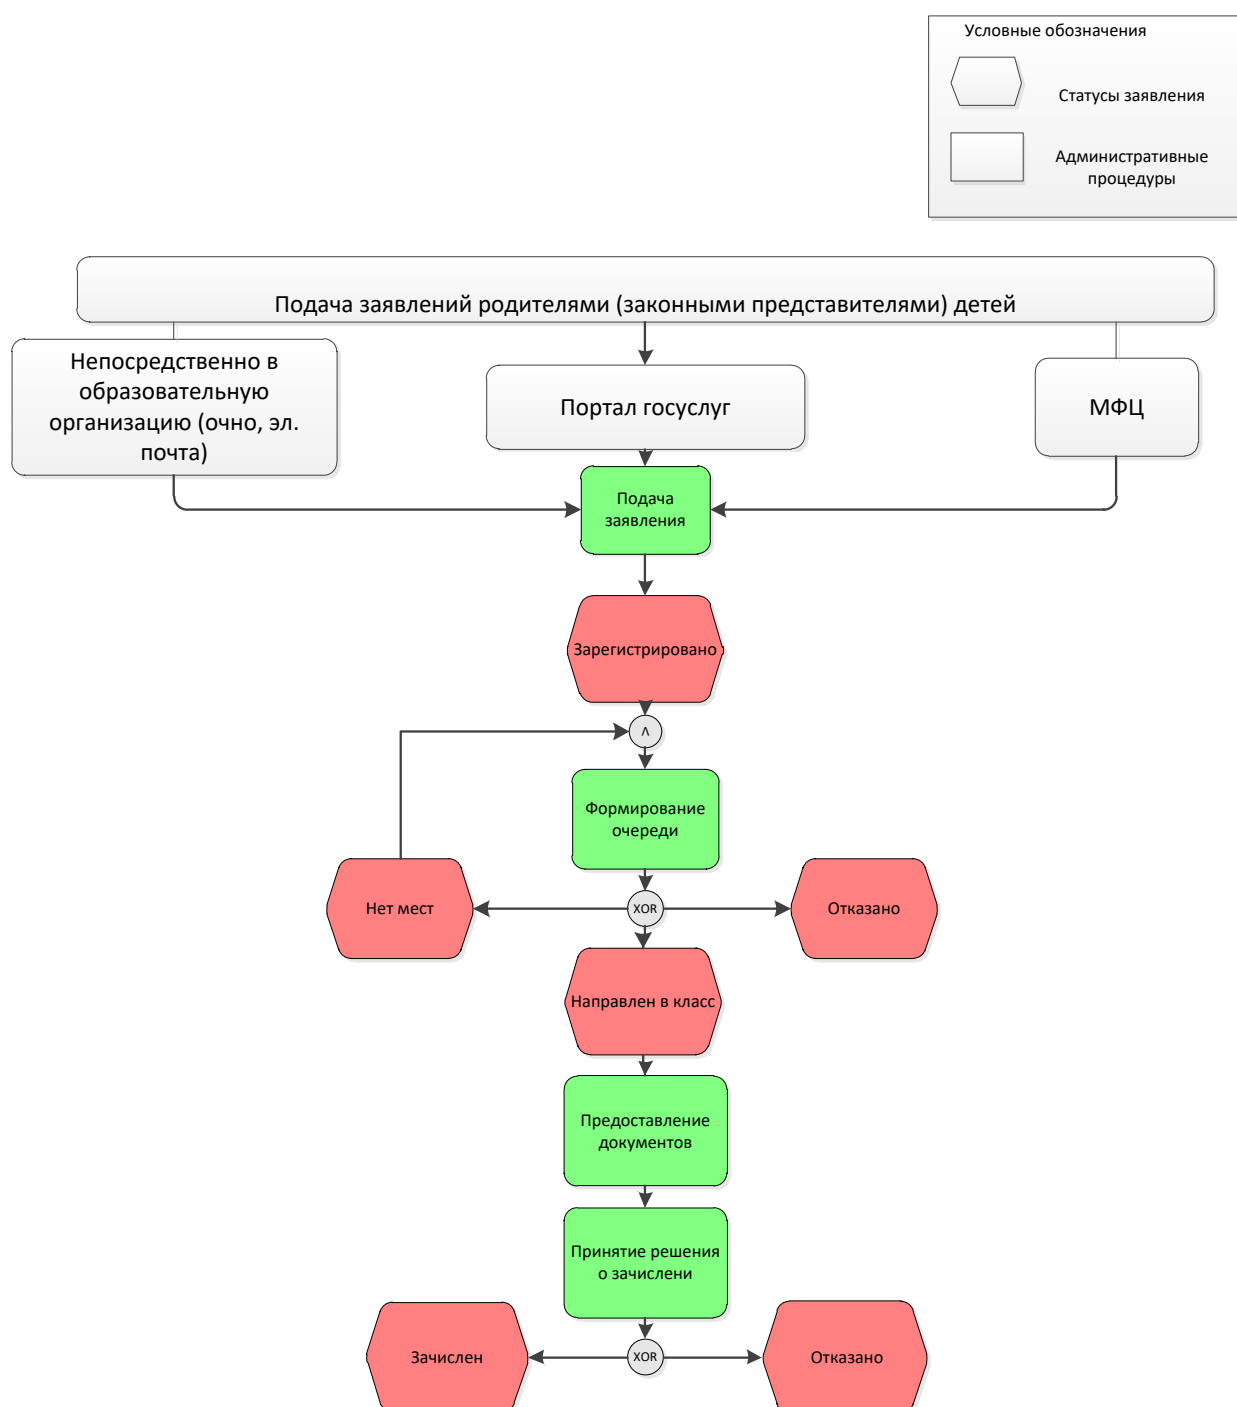 Условные обозначения
Статусы заявления
Административные
процедуры
Подача заявлений родителями (законными представителями) детей
Непосредственно в
образовательную
организацию (очно, эл.
почта)
Портал госуслуг
МФЦ
Подача
заявления
Зарегистрировано
Λ
Формирование
очереди
Нет мест
XOR
Отказано
Направлен в класс
Предоставление
документов
Принятие решения
о зачислени
Зачислен
XOR
Отказано